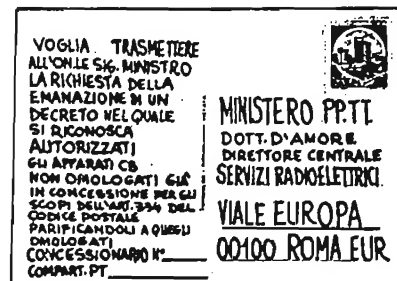 VOGLIA TRASMETTERE
ALL'ON.LE SIG. MINISTRO
LA RICHIESTA DELLA
EMANAZIONE DI UN
DECRETO NEL QUALE
SI RICONOSCA
AUTORIZZATI
GLI APPARATI CB
NON OMOLOGATI GIÀ
IN CONCESSIONE PER GLI
SCOPI DELL'ART. 334 DEL
CODICE POSTALE
PARIFICANDOLI A QUEGLI
OMOLOGATI
CONCESSIONARIO N°
COMPART. PT
MINISTERO PP.TT.
DOTT. D'AMORE
DIRETTORE CENTRALE
SERVIZI RADIOELETTRICI
VIALE EUROPA
00100 ROMA EUR